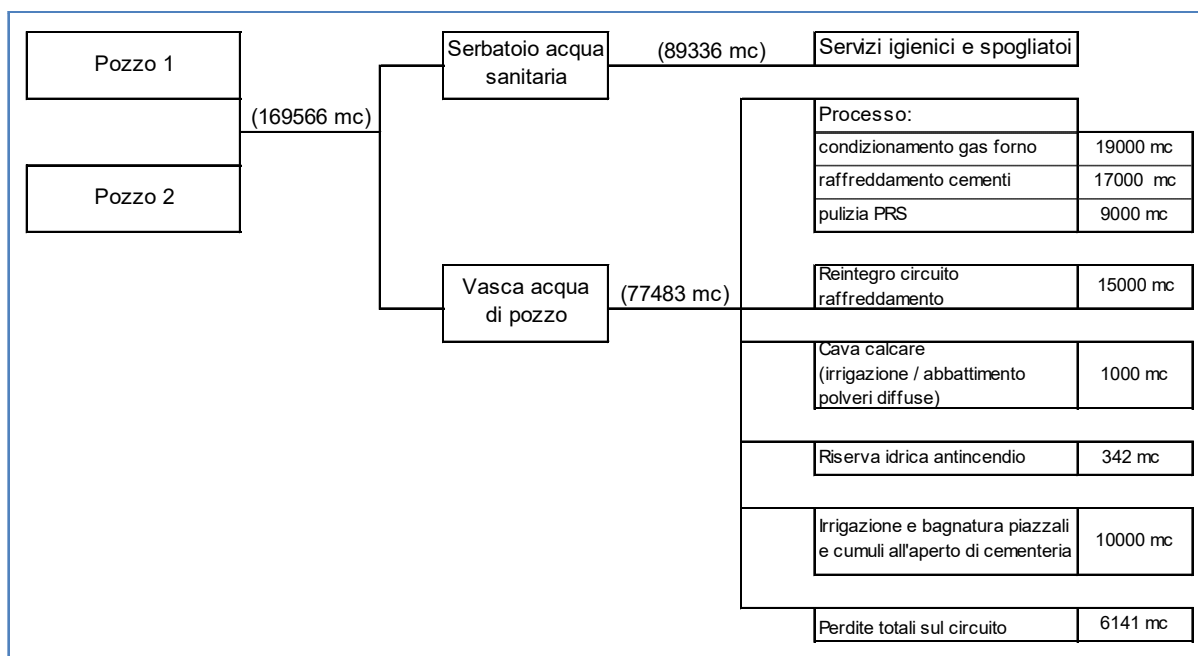 Pozzo 1
Pozzo 2
(169566 mc)
Serbatoio acqua
sanitaria
(89336 mc)
Servizi igienici e spogliatoi
Vasca acqua
di pozzo
(77483 mc)
Processo:
condizionamento gas forno 19000 mc
raffreddamento cementi 17000 mc
pulizia PRS 9000 mc
Reintegro circuito
raffreddamento
15000 mc
Cava calcare
(irrigazione / abbattimento
polveri diffuse)
1000 mc
Riserva idrica antincendio 342 mc
Irrigazione e bagnatura piazzali
e cumuli all'aperto di cementeria
10000 mc
Perdite totali sul circuito 6141 mc